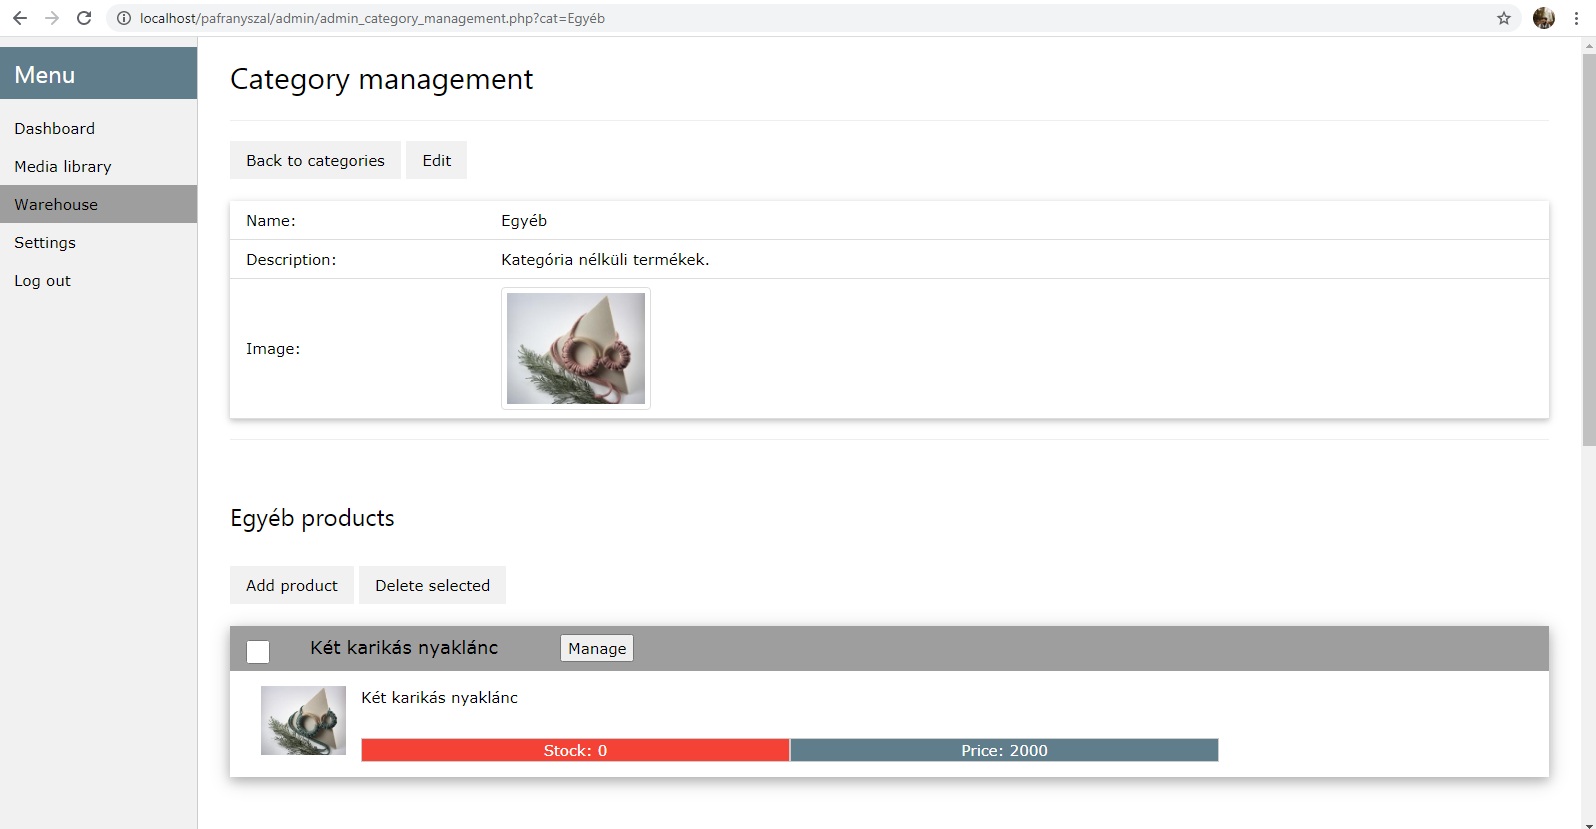 localhost/pafranyszal/admin/admin_category_management.php?cat=Egyéb
Menu
Dashboard
Media library
Warehouse
Settings
Log out
Category management
Back to categories Edit
Name: Egyéb
Description: Kategória nélküli termékek.
Image:
Egyéb products
Add product Delete selected
Két karikás nyaklánc Manage
Két karikás nyaklánc
Stock: 0 Price: 2000